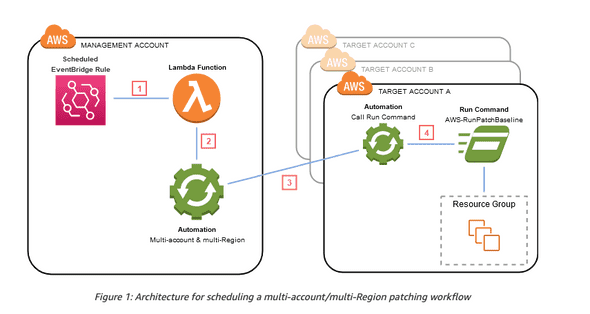 AWS
MANAGEMENT ACCOUNT
Scheduled
EventBridge Rule
Lambda Function
1
2
Automation
Multi-account & multi-Region
3
AWS
TARGET ACCOUNT C
AWS
TARGET ACCOUNT B
AWS
TARGET ACCOUNT A
Automation
Call Run Command
4
Run Command
AWS-RunPatchBaseline
Resource Group
Figure 1: Architecture for scheduling a multi-account/multi-Region patching workflow